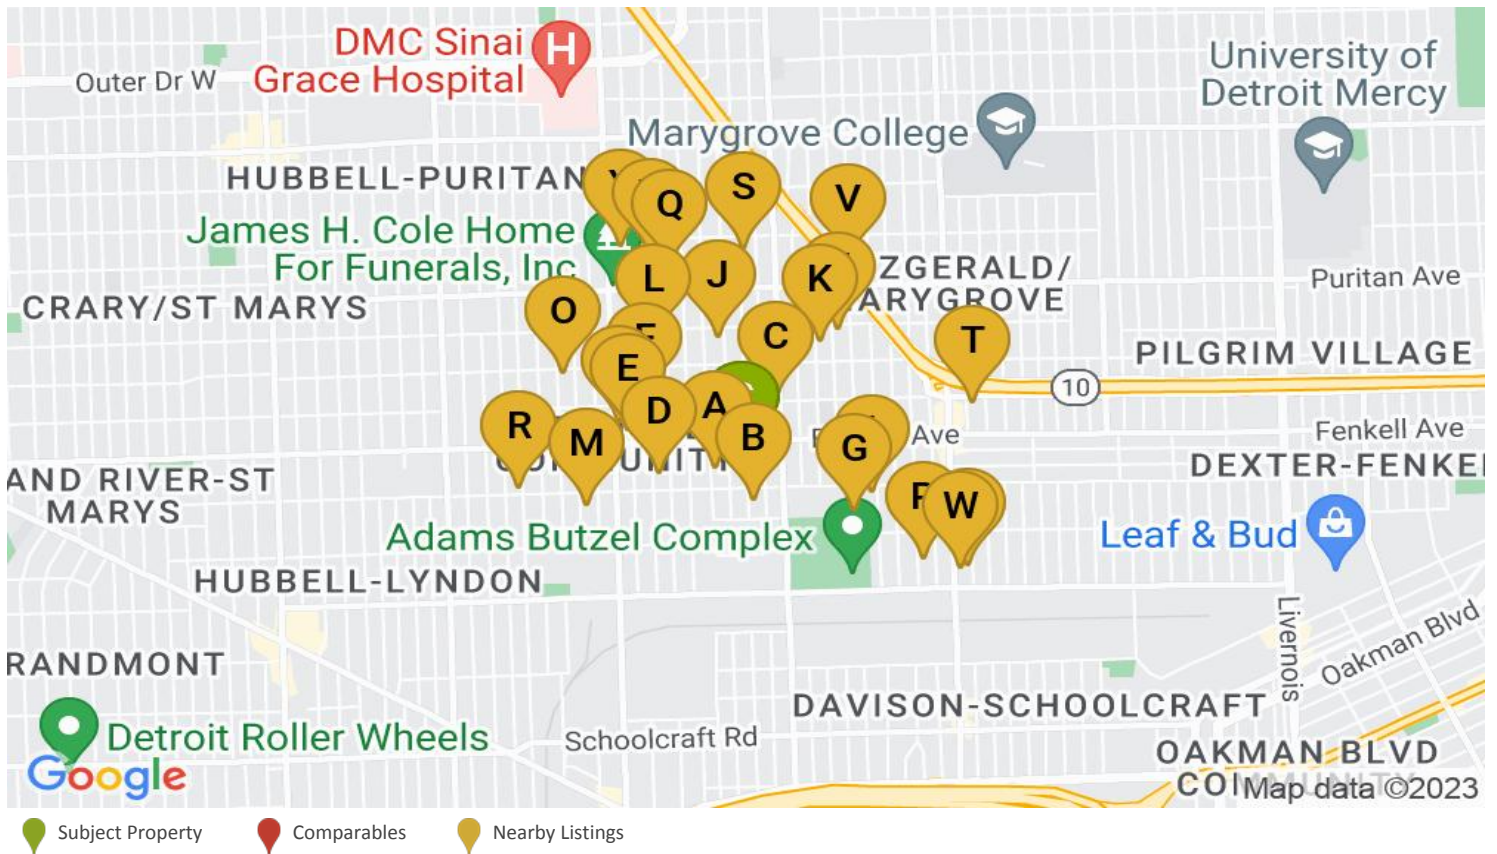 DMC Sinai
Grace Hospital
H
Outer Dr W
University of
Detroit Mercy
Marygrove College
HUBBELL-PURITAN
S
V
Q
James H. Cole Home
For Funerals, Inc
L
J
K
ZGERALD/
ARYGROVE
Puritan Ave
CRARY/ST MARYS
O
C
T
E
PILGRIM VILLAGE
10
D
A
R
M
B
G
Ave
Fenkell Ave
UNIT
AND RIVER-ST
MARYS
DEXTER-FENKE
W
Adams Butzel Complex
Leaf & Bud
HUBBELL-LYNDON
Livernois
Oakman Blvd
RANDMONT
DAVISON-SCHOOLCRAFT
Detroit Roller Wheels
Schoolcraft Rd
OAKMAN BLVD
Google
Map data ©2023
Subject Property
Comparables
Nearby Listings